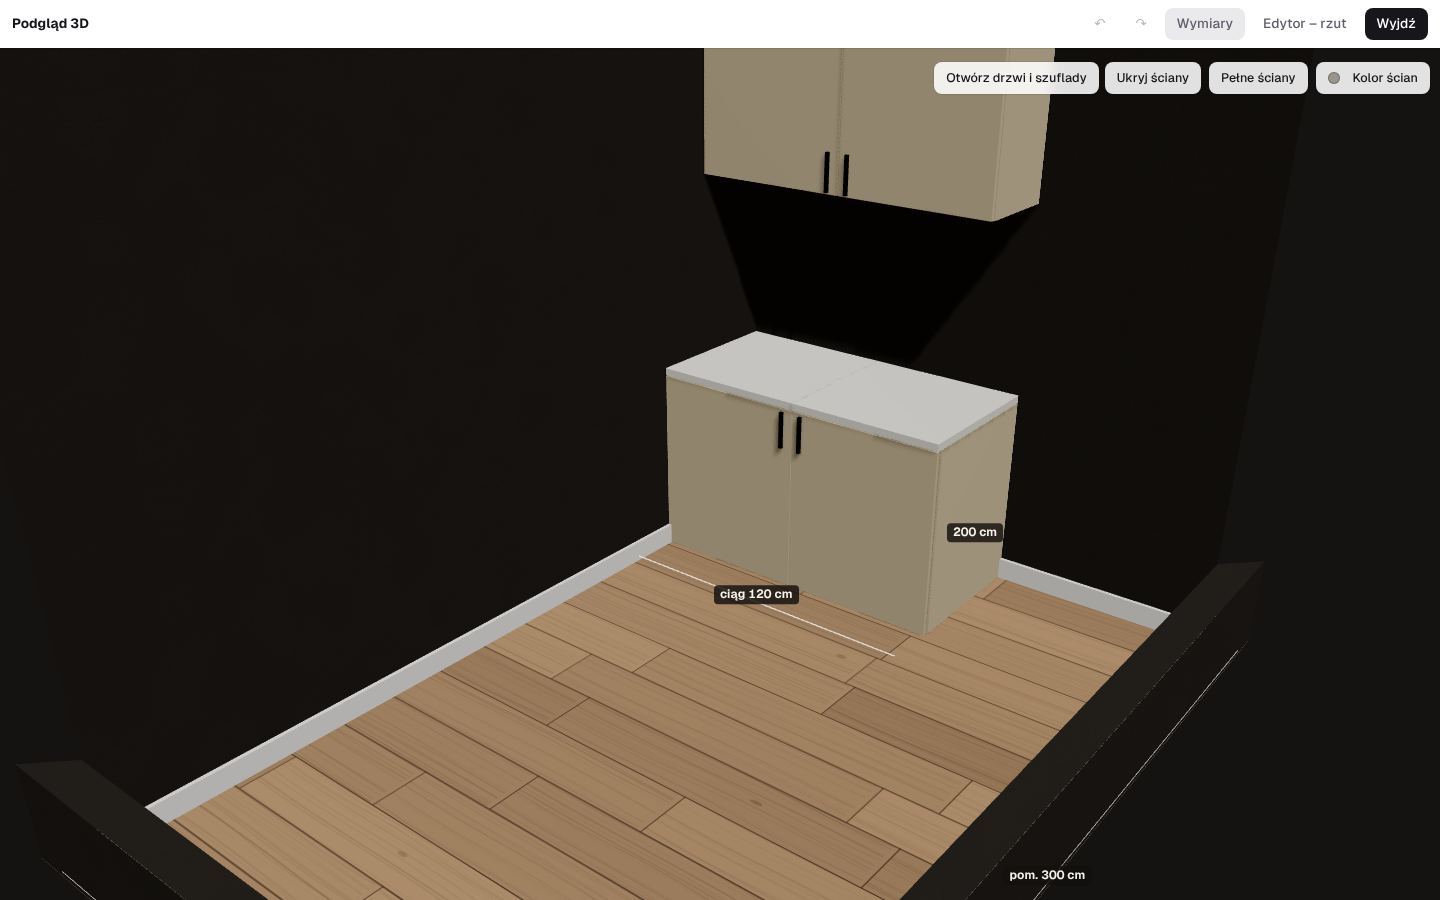 Podgląd 3D
↶ ↷ Wymiary Edytor – rzut Wyjdź
Otwórz drzwi i szuflady Ukryj ściany Pełne ściany Kolor ścian
200 cm
ciąg 120 cm
pom. 300 cm